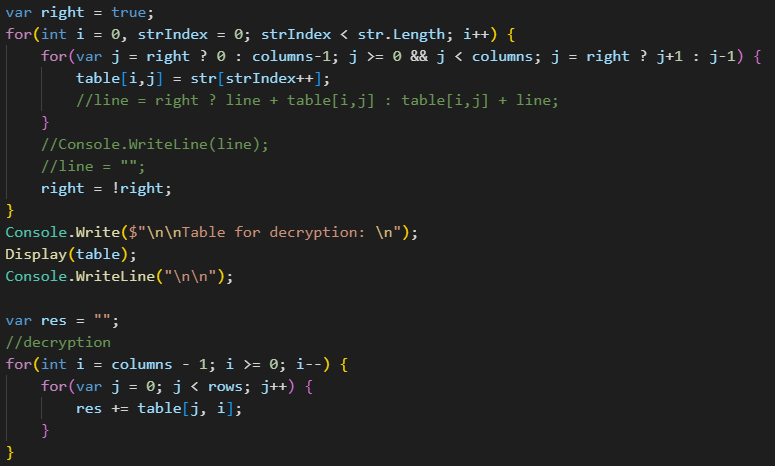 var right = true;
for(int i = 0, strIndex = 0; strIndex < str.Length; i++) {
for(var j = right ? 0 : columns-1; j >= 0 && j < columns; j = right ? j+1 : j-1) {
table[i,j] = str[strIndex++];
//line = right ? line + table[i,j] : table[i,j] + line;
}
//Console.WriteLine(line);
//line = "";
right = !right;
}
Console.Write($"\n\nTable for decryption: \n");
Display(table);
Console.WriteLine("\n\n");
var res = "";
//decryption
for(int i = columns - 1; i >= 0; i--) {
for(var j = 0; j < rows; j++) {
res += table[j, i];
}
}